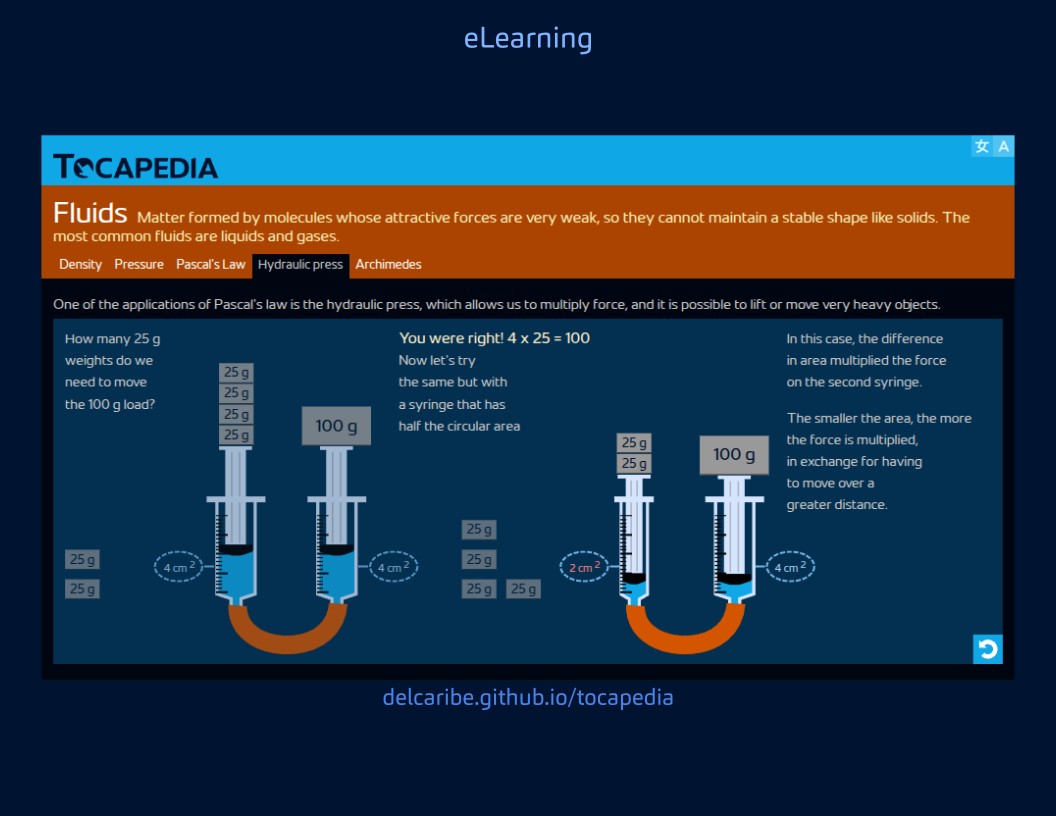 eLearning
文 A
TOCAPEDIA
Fluids Matter formed by molecules whose attractive forces are very weak, so they cannot maintain a stable shape like solids. The
most common fluids are liquids and gases.
Density Pressure Pascal's Law Hydraulic press Archimedes
One of the applications of Pascal's law is the hydraulic press, which allows us to multiply force, and it is possible to lift or move very heavy objects.
How many 25 g
weights do we
need to move
the 100 g load?
25 g
25 g
25 g
25 g
100 g
25 g
25 g
4 cm²
4 cm²
You were right! 4 x 25 = 100
Now let's try
the same but with
a syringe that has
half the circular area
25 g
25 g
100 g
25 g
25 g
25 g 25 g
2 cm²
4 cm²
In this case, the difference
in area multiplied the force
on the second syringe.
The smaller the area, the more
the force is multiplied,
in exchange for having
to move over a
greater distance.
delcaribe.github.io/tocapedia